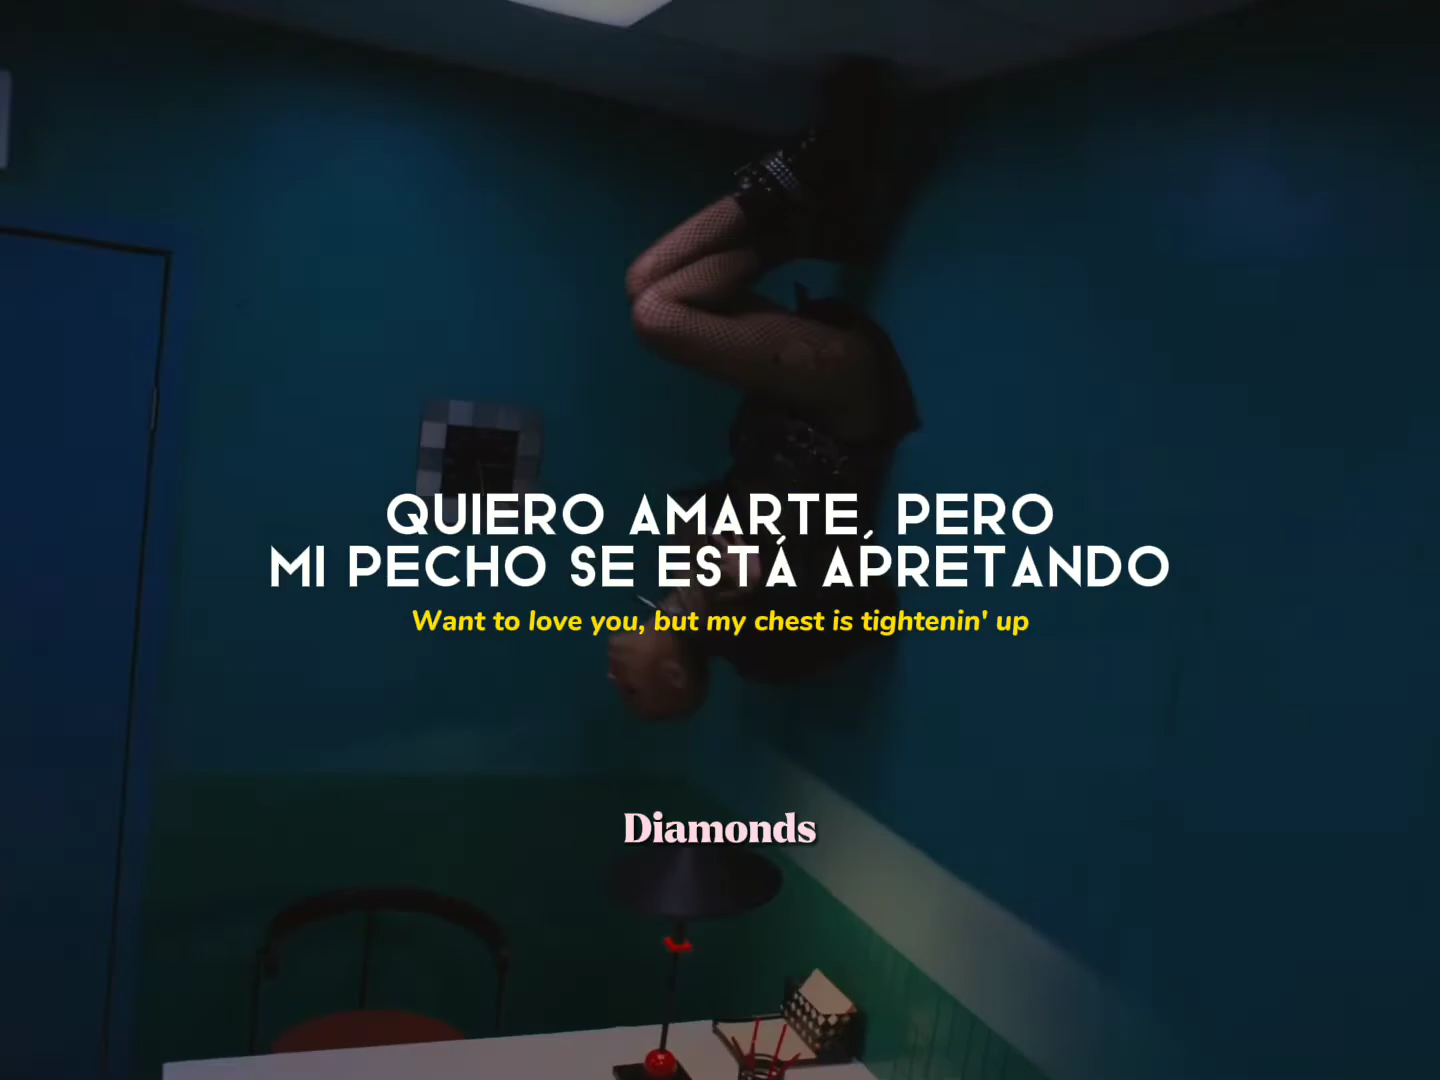 QUIERO AMARTE, PERO
MI PECHO SE ESTÁ APRETANDO
Want to love you, but my chest is tightenin' up
Diamonds